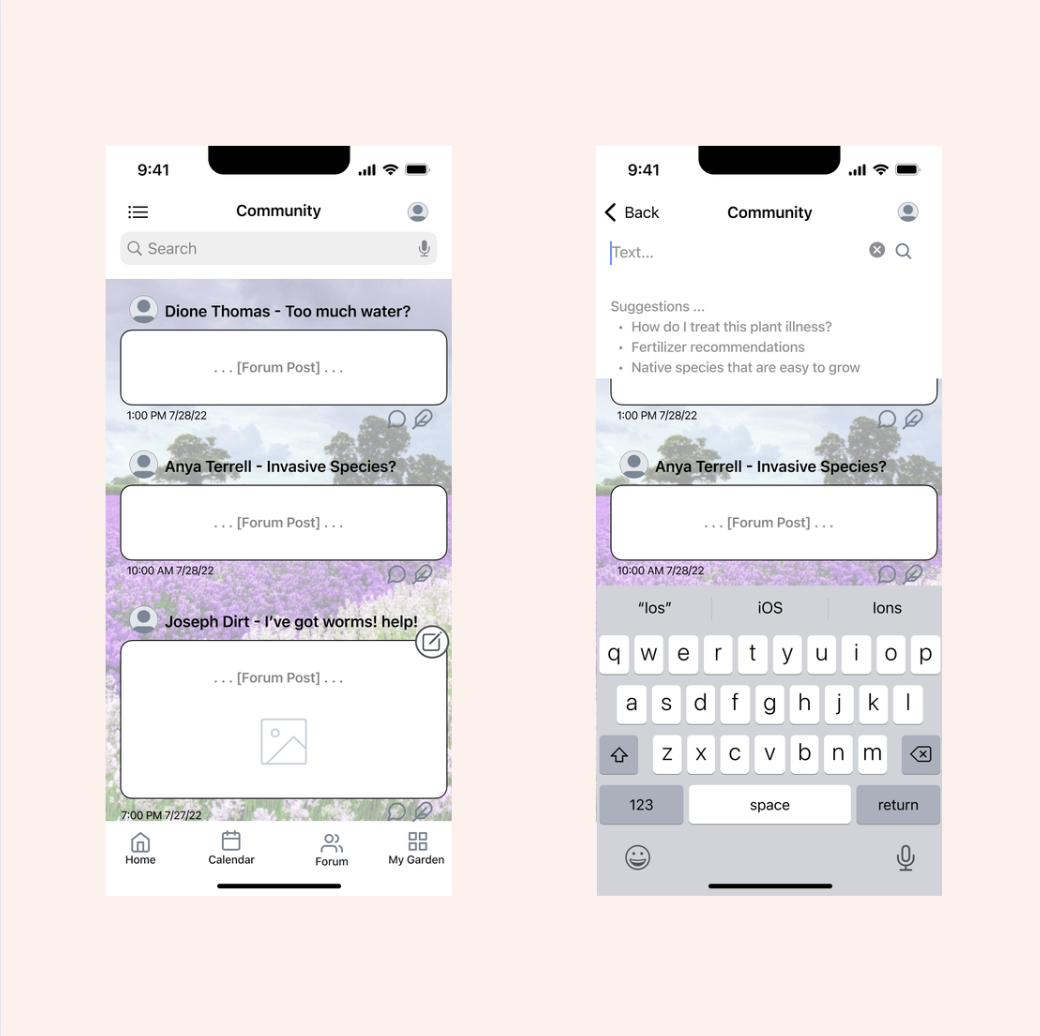 9:41
Community
Search
Dione Thomas - Too much water?
. . . [Forum Post] . . .
1:00 PM 7/28/22
Anya Terrell - Invasive Species?
. . . [Forum Post] . . .
10:00 AM 7/28/22
Joseph Dirt - I've got worms! help!
. . . [Forum Post] . . .
7:00 PM 7/27/22
Home Calendar Forum My Garden
9:41
Back Community
Text...
Suggestions ...
• How do I treat this plant illness?
• Fertilizer recommendations
• Native species that are easy to grow
1:00 PM 7/28/22
Anya Terrell - Invasive Species?
. . . [Forum Post] . . .
10:00 AM 7/28/22
“Ios” iOS Ions
q w e r t y u i o p
a s d f g h j k l
z x c v b n m
123 space return